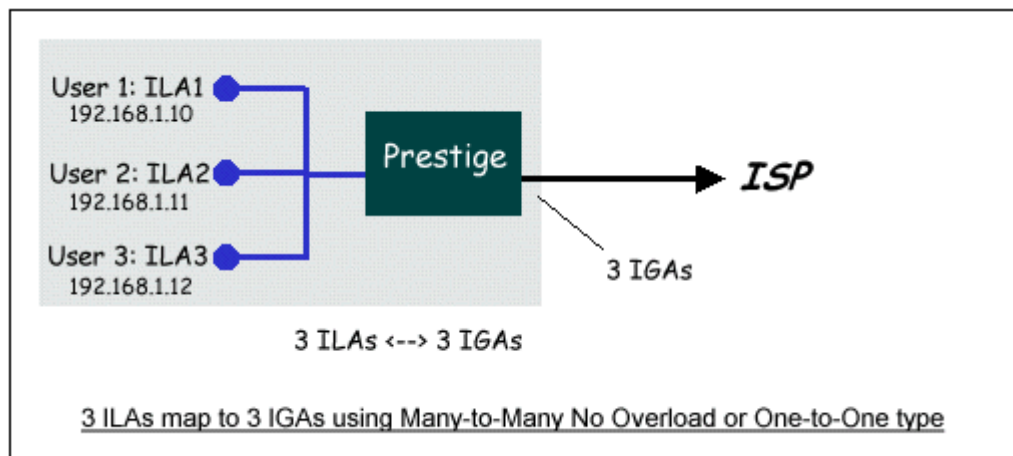 User 1: ILA1
192.168.1.10
User 2: ILA2
192.168.1.11
User 3: ILA3
192.168.1.12
Prestige
ISP
3 IGAs
3 ILAs <--> 3 IGAs
3 ILAs map to 3 IGAs using Many-to-Many No Overload or One-to-One type